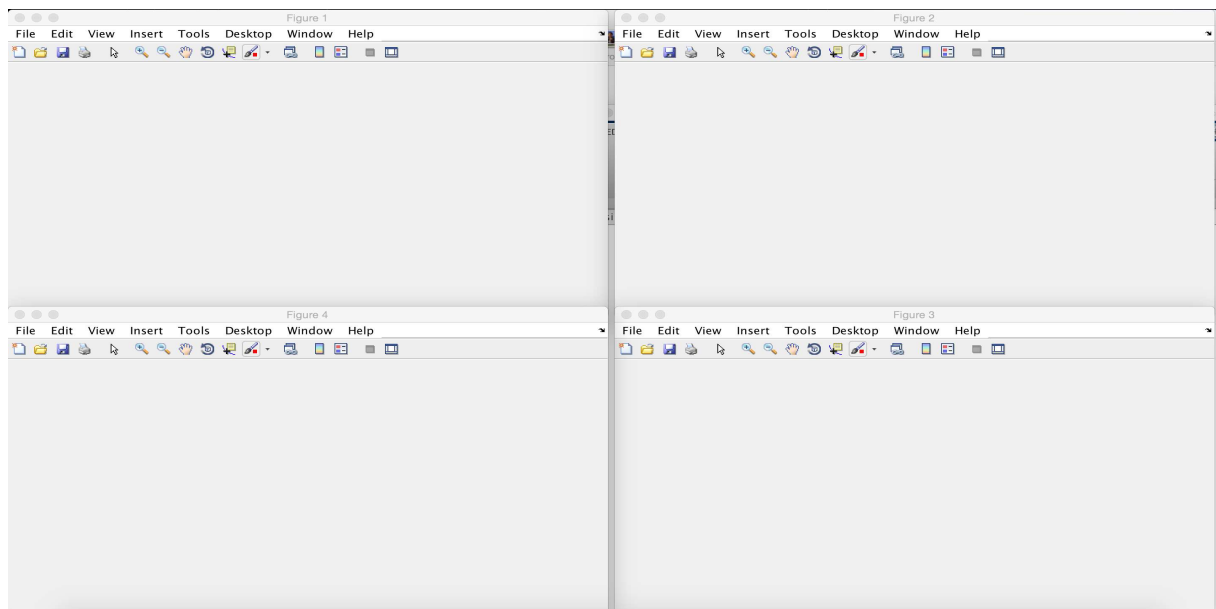 Figure 1
File Edit View Insert Tools Desktop Window Help
Figure 2
File Edit View Insert Tools Desktop Window Help
Figure 4
File Edit View Insert Tools Desktop Window Help
Figure 3
File Edit View Insert Tools Desktop Window Help